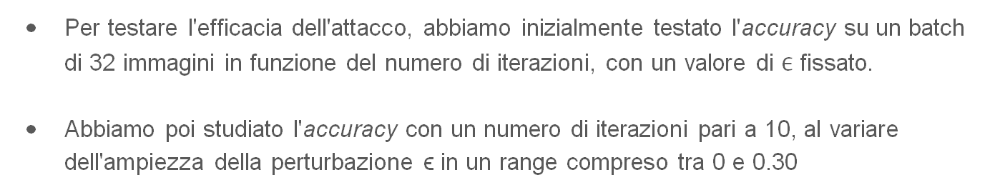 • Per testare l'efficacia dell'attacco, abbiamo inizialmente testato l'accuracy su un batch
di 32 immagini in funzione del numero di iterazioni, con un valore di ϵ fissato.
• Abbiamo poi studiato l'accuracy con un numero di iterazioni pari a 10, al variare
dell'ampiezza della perturbazione ϵ in un range compreso tra 0 e 0.30